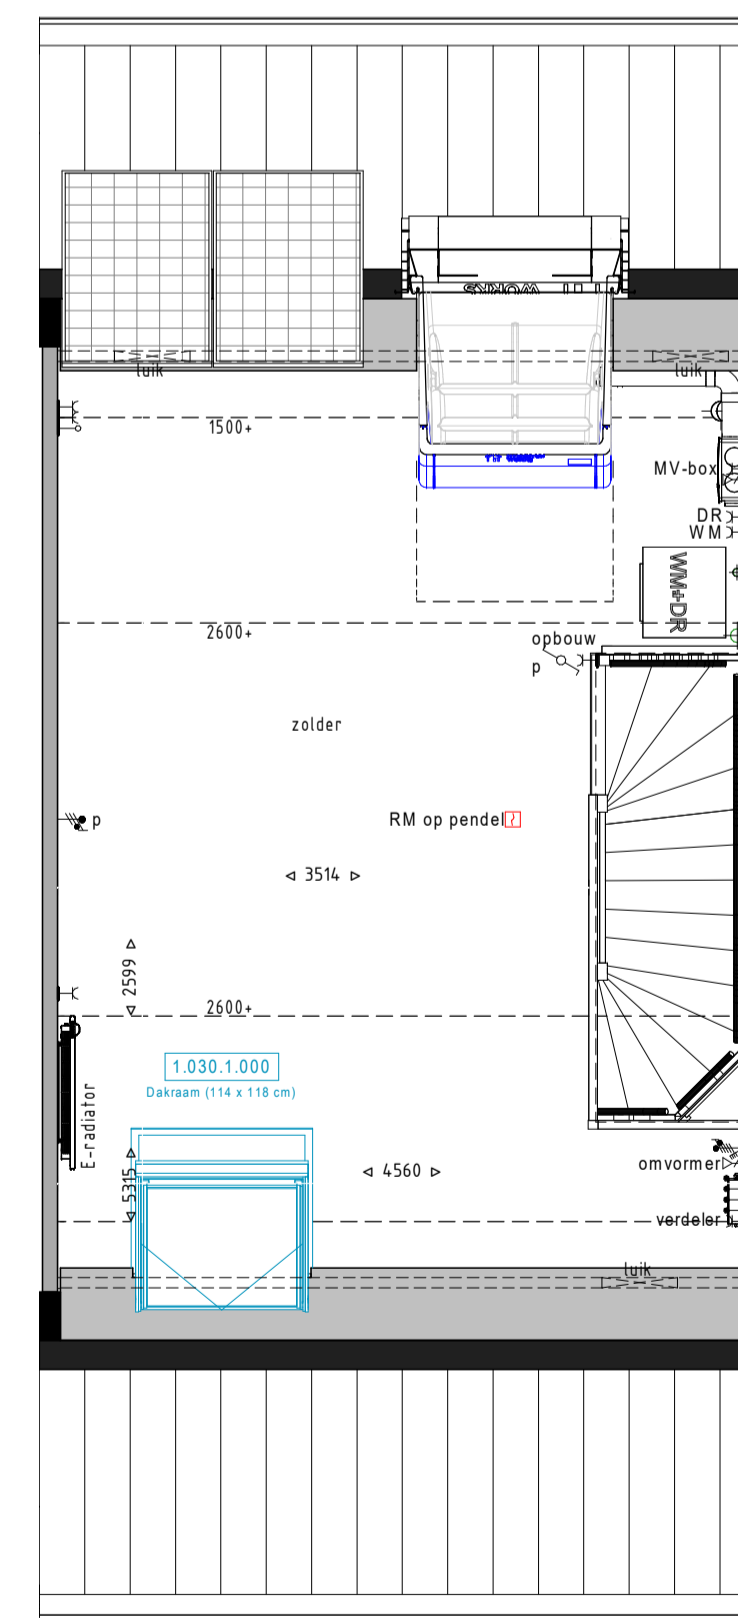 WORKS
luik
luik
1500+
MV-box
DR
WM
WM+DR
2600+
opbouw
p
zolder
p
RM op pendel
3514
2599
2600+
1.030.1.000
Dakraam (114 x 118 cm)
E-radiator
omvormer
4560
5315
verdeler
luik